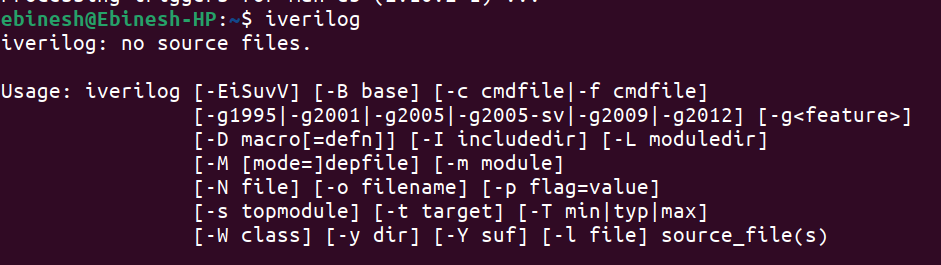 ebinesh@Ebinesh-HP:~$ iverilog
iverilog: no source files.

Usage: iverilog [-EiSuvV] [-B base] [-c cmdfile|-f cmdfile]
                [-g1995|-g2001|-g2005|-g2005-sv|-g2009|-g2012] [-g<feature>]
                [-D macro[=defn]] [-I includedir] [-L moduledir]
                [-M [mode=]depfile] [-m module]
                [-N file] [-o filename] [-p flag=value]
                [-s topmodule] [-t target] [-T min|typ|max]
                [-W class] [-y dir] [-Y suf] [-l file] source_file(s)